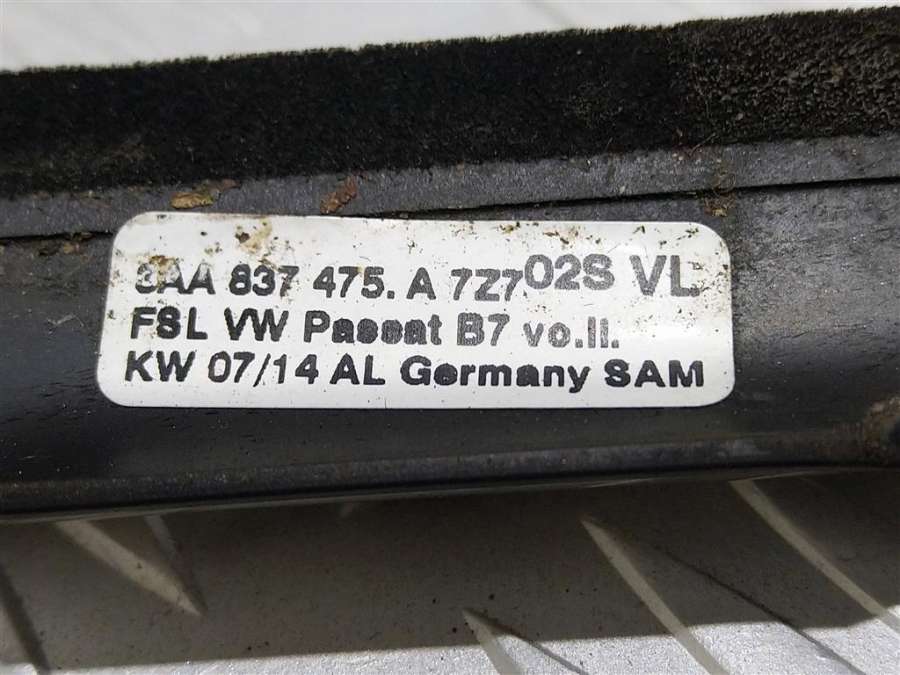 3AA 837 475. A 7Z7 02S VL
FSL VW Passat B7 vo.li.
KW 07/14 AL Germany SAM